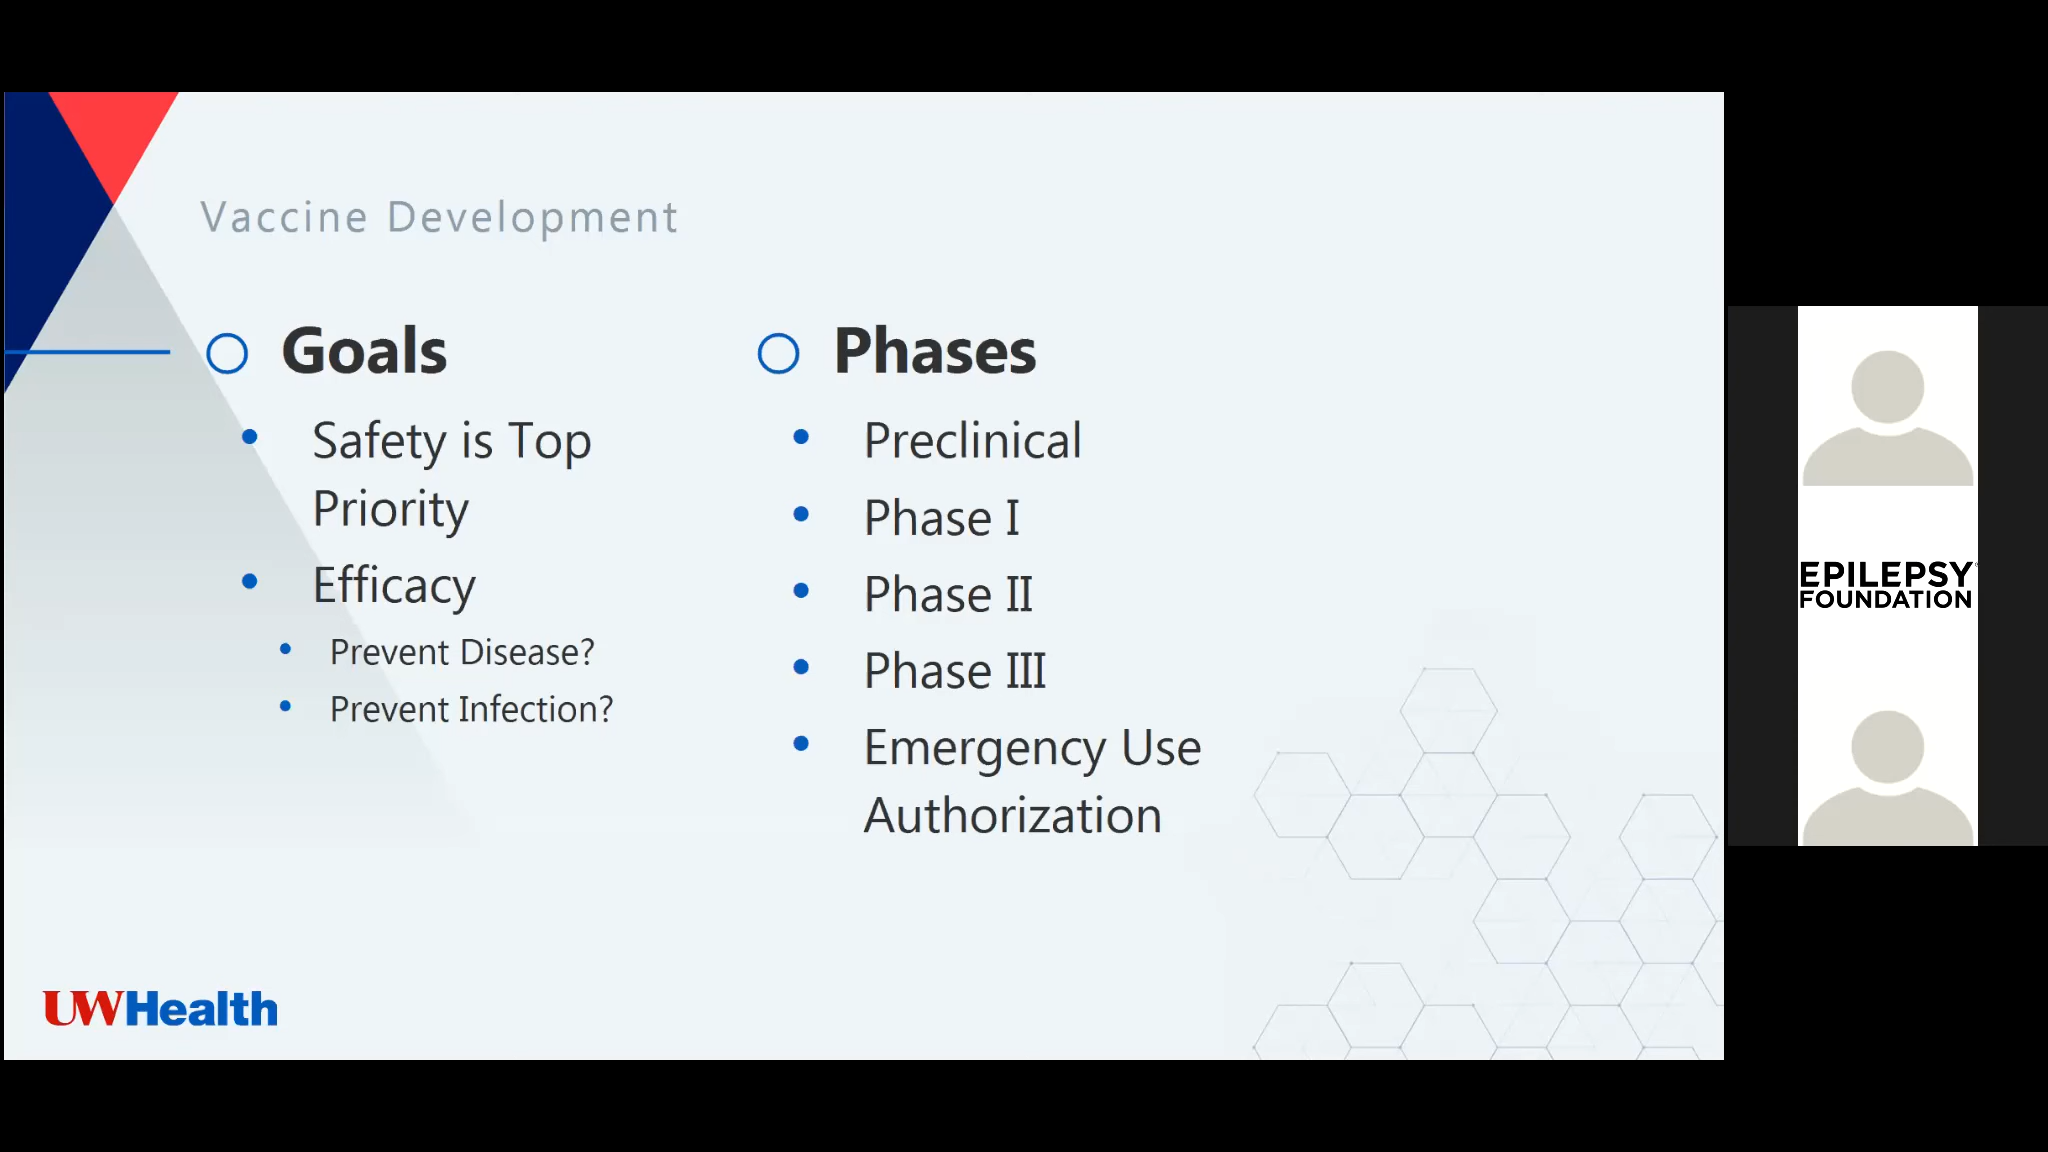 Vaccine Development
Goals
Safety is Top
Priority
Efficacy
Prevent Disease?
Prevent Infection?
Phases
Preclinical
Phase I
Phase II
Phase III
Emergency Use
Authorization
UWHealth
EPILEPSY
FOUNDATION